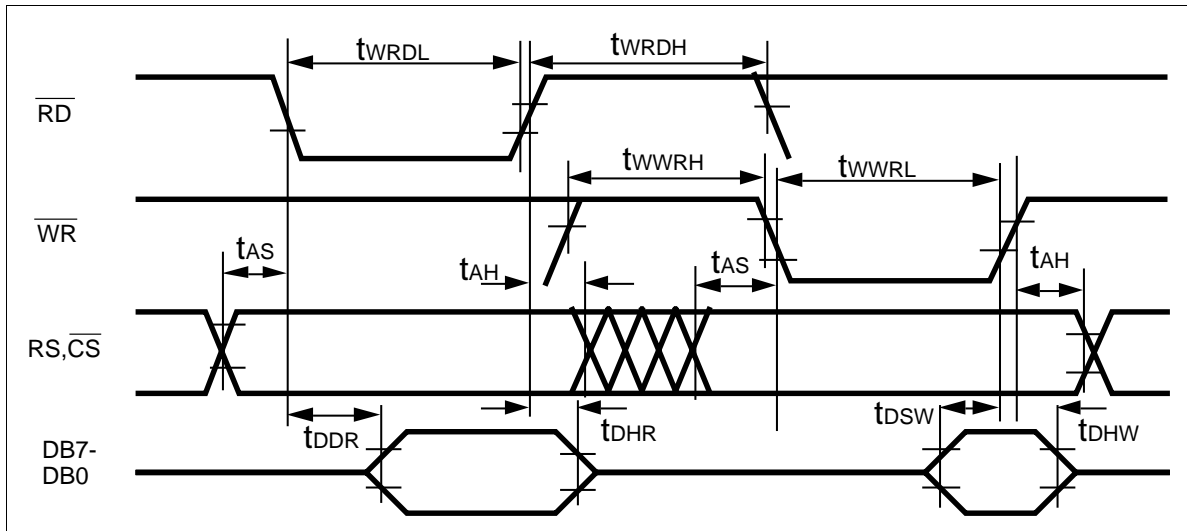 tWRDL
tWRDH
RD
tWWRH
tWWRL
WR
tAS
tAH
tAS
tAH
RS,CS
tDDR
tDHR
tDSW
tDHW
DB7-
DB0